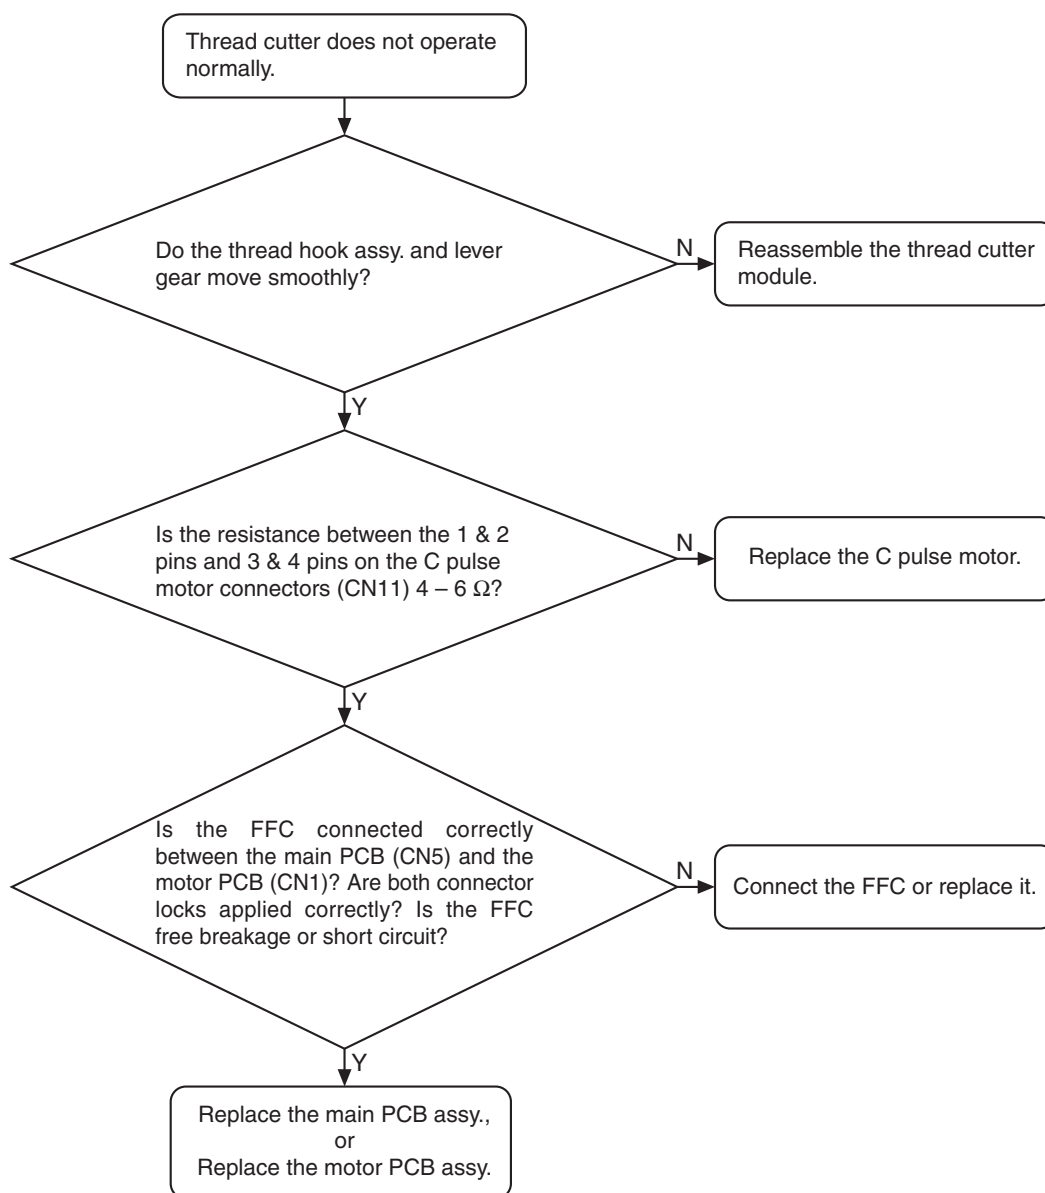 Thread cutter does not operate
normally.
Do the thread hook assy. and lever
gear move smoothly?
N
Reassemble the thread cutter
module.
Y
Is the resistance between the 1 & 2
pins and 3 & 4 pins on the C pulse
motor connectors (CN11) 4 – 6 Ω?
N
Replace the C pulse motor.
Y
Is the FFC connected correctly
between the main PCB (CN5) and the
motor PCB (CN1)? Are both connector
locks applied correctly? Is the FFC
free breakage or short circuit?
N
Connect the FFC or replace it.
Y
Replace the main PCB assy.,
or
Replace the motor PCB assy.